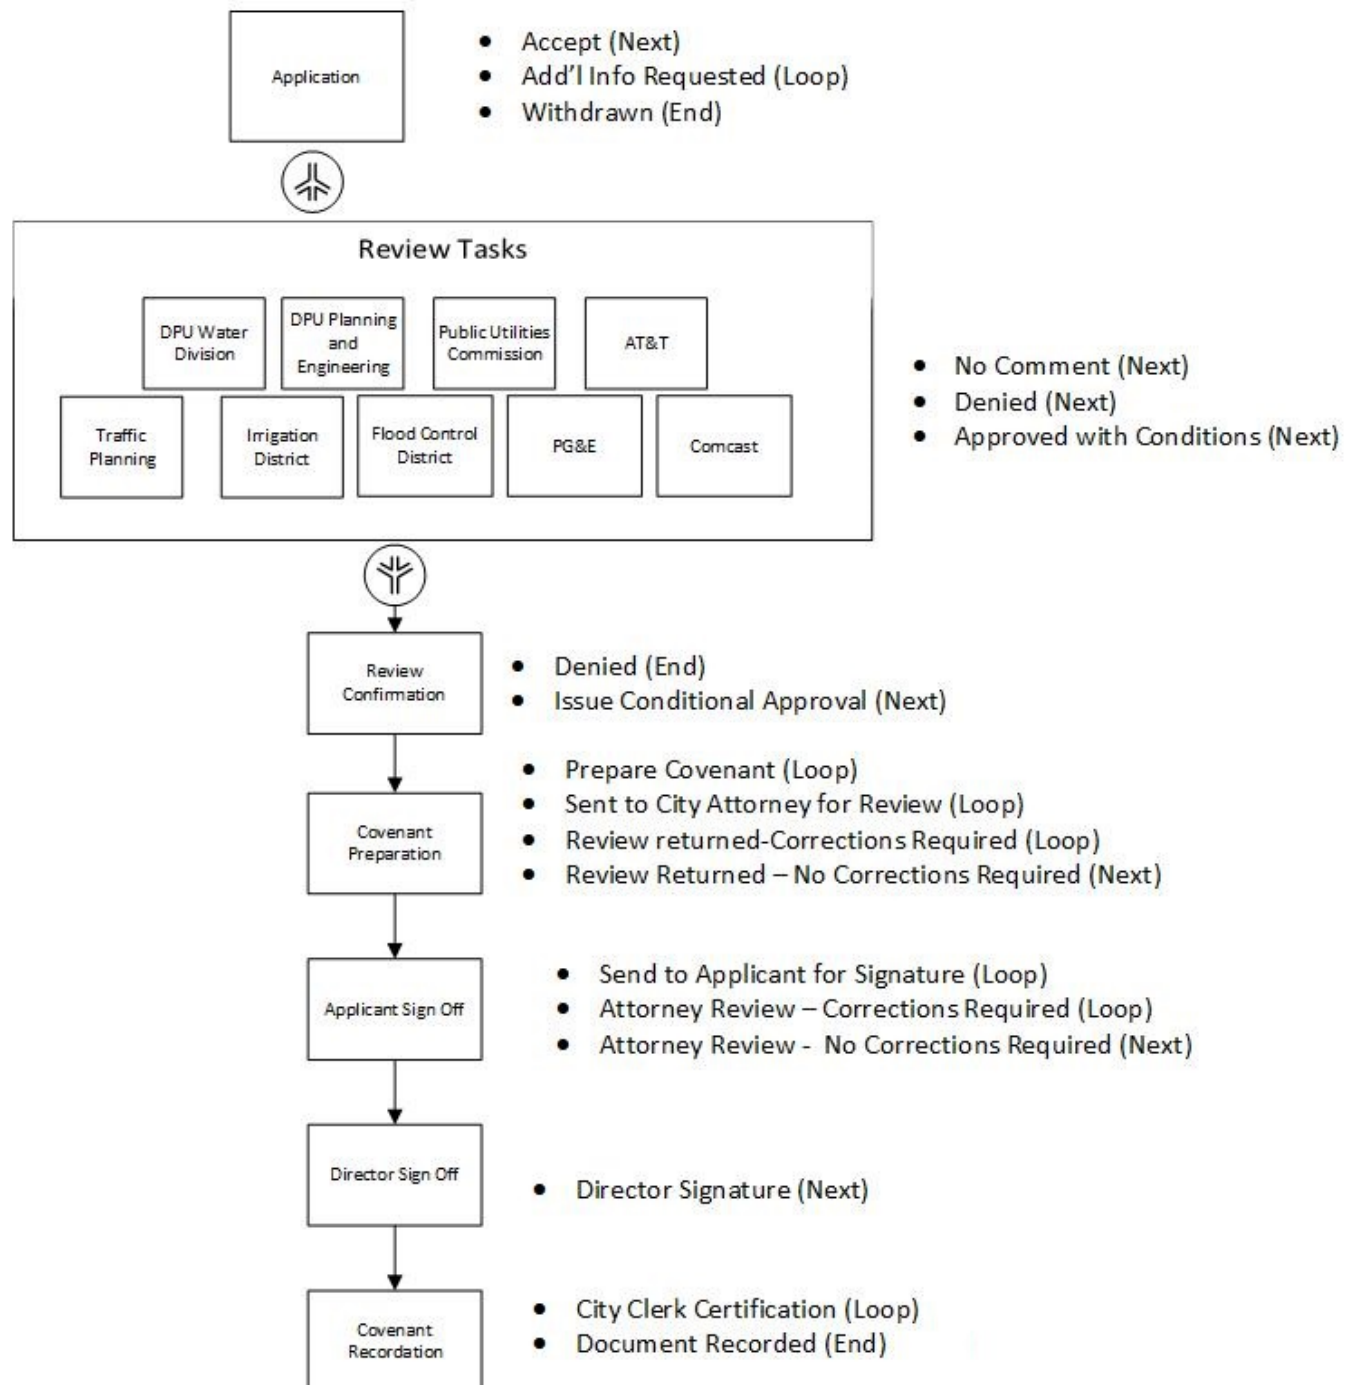 Application
• Accept (Next)
• Add'l Info Requested (Loop)
• Withdrawn (End)
Review Tasks
DPU Water
Division
DPU Planning
and
Engineering
Public Utilities
Commission
AT&T
Traffic
Planning
Irrigation
District
Flood Control
District
PG&E
Comcast
• No Comment (Next)
• Denied (Next)
• Approved with Conditions (Next)
Review
Confirmation
• Denied (End)
• Issue Conditional Approval (Next)
Covenant
Preparation
• Prepare Covenant (Loop)
• Sent to City Attorney for Review (Loop)
• Review returned-Corrections Required (Loop)
• Review Returned – No Corrections Required (Next)
Applicant Sign Off
• Send to Applicant for Signature (Loop)
• Attorney Review – Corrections Required (Loop)
• Attorney Review - No Corrections Required (Next)
Director Sign Off
• Director Signature (Next)
Covenant
Recordation
• City Clerk Certification (Loop)
• Document Recorded (End)